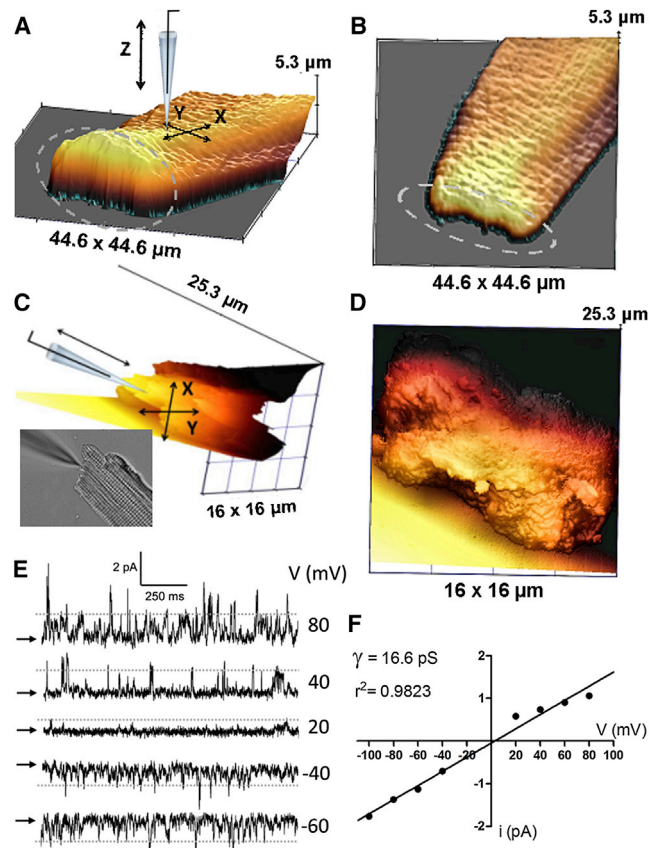 A
Z
Y
X
5.3 µm
44.6 x 44.6 µm
B
5.3 µm
44.6 x 44.6 µm
C
25.3 µm
X
Y
16 x 16 µm
D
25.3 µm
16 x 16 µm
E
2 pA
250 ms
V (mV)
80
40
20
-40
-60
F
γ = 16.6 pS
r²= 0.9823
2
1
V (mV)
-100 -80 -60 -40 -20 20 40 60 80 100
-1
-2
i (pA)